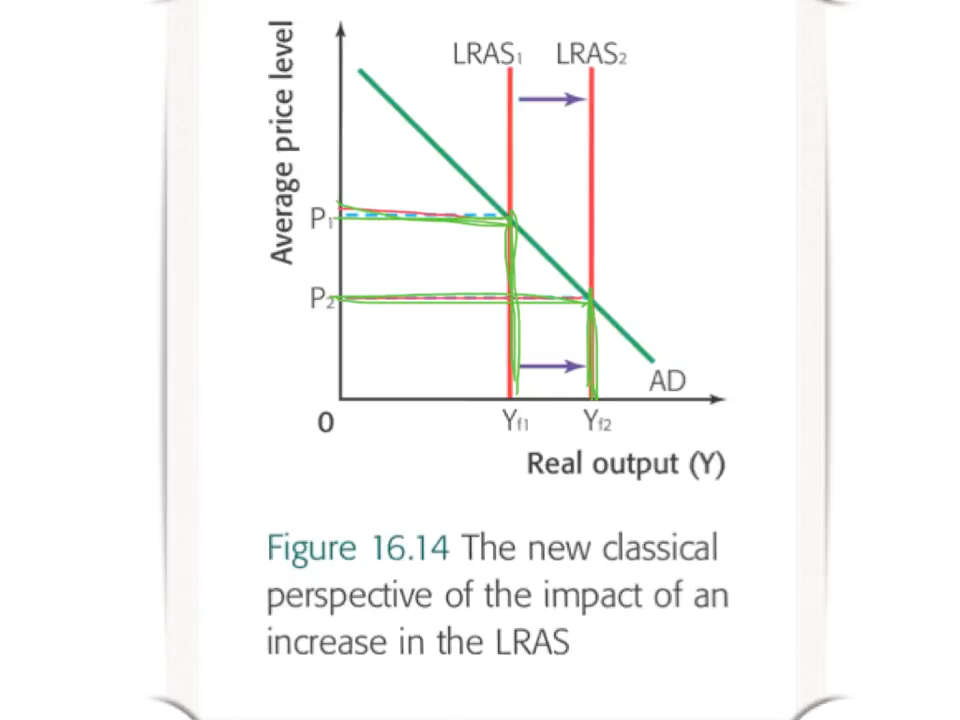 Average price level
LRAS₁ LRAS₂
P₁
P₂
AD
0
Yf1 Yf2
Real output (Y)
Figure 16.14 The new classical
perspective of the impact of an
increase in the LRAS